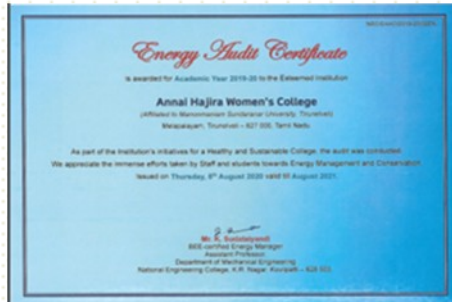 Energy Audit Certificate
is awarded for Academic Year 2019-20 to the Esteemed Institution
Annai Hajira Women's College
(Affiliated to Manonmaniam Sundaranar University, Tirunelveli)
Melapalayam, Tirunelveli – 627 005, Tamil Nadu
As part of the Institution's initiatives for a Healthy and Sustainable College, the audit was conducted.
We appreciate the immense efforts taken by Staff and students towards Energy Management and Conservation.
Issued on Thursday, 6th August 2020 valid till August 2021.
Mr. R.
BEE-certified Energy Manager
Assistant Professor
Department of Mechanical Engineering
National Engineering College, K.R. Nagar, Kovilpatti – 628 503